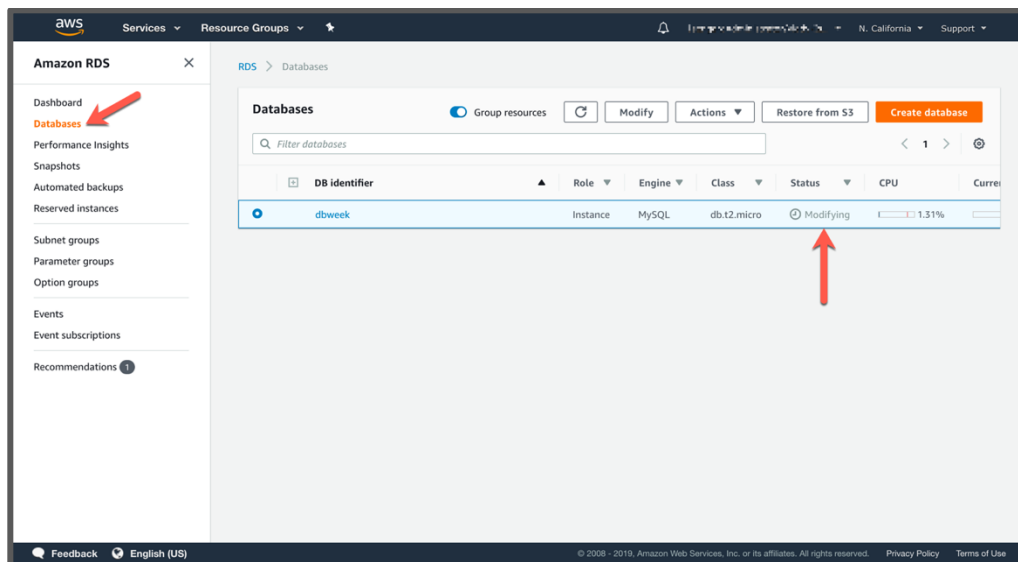 aws Services Resource Groups N. California Support
Amazon RDS
Dashboard
Databases
Performance Insights
Snapshots
Automated backups
Reserved instances
Subnet groups
Parameter groups
Option groups
Events
Event subscriptions
Recommendations 1
RDS > Databases
Databases Group resources Modify Actions Restore from S3 Create database
Filter databases 1
DB identifier Role Engine Class Status CPU Curre
dbweek Instance MySQL db.t2.micro Modifying 1.31%
Feedback English (US) © 2008 - 2019, Amazon Web Services, Inc. or its affiliates. All rights reserved. Privacy Policy Terms of Use